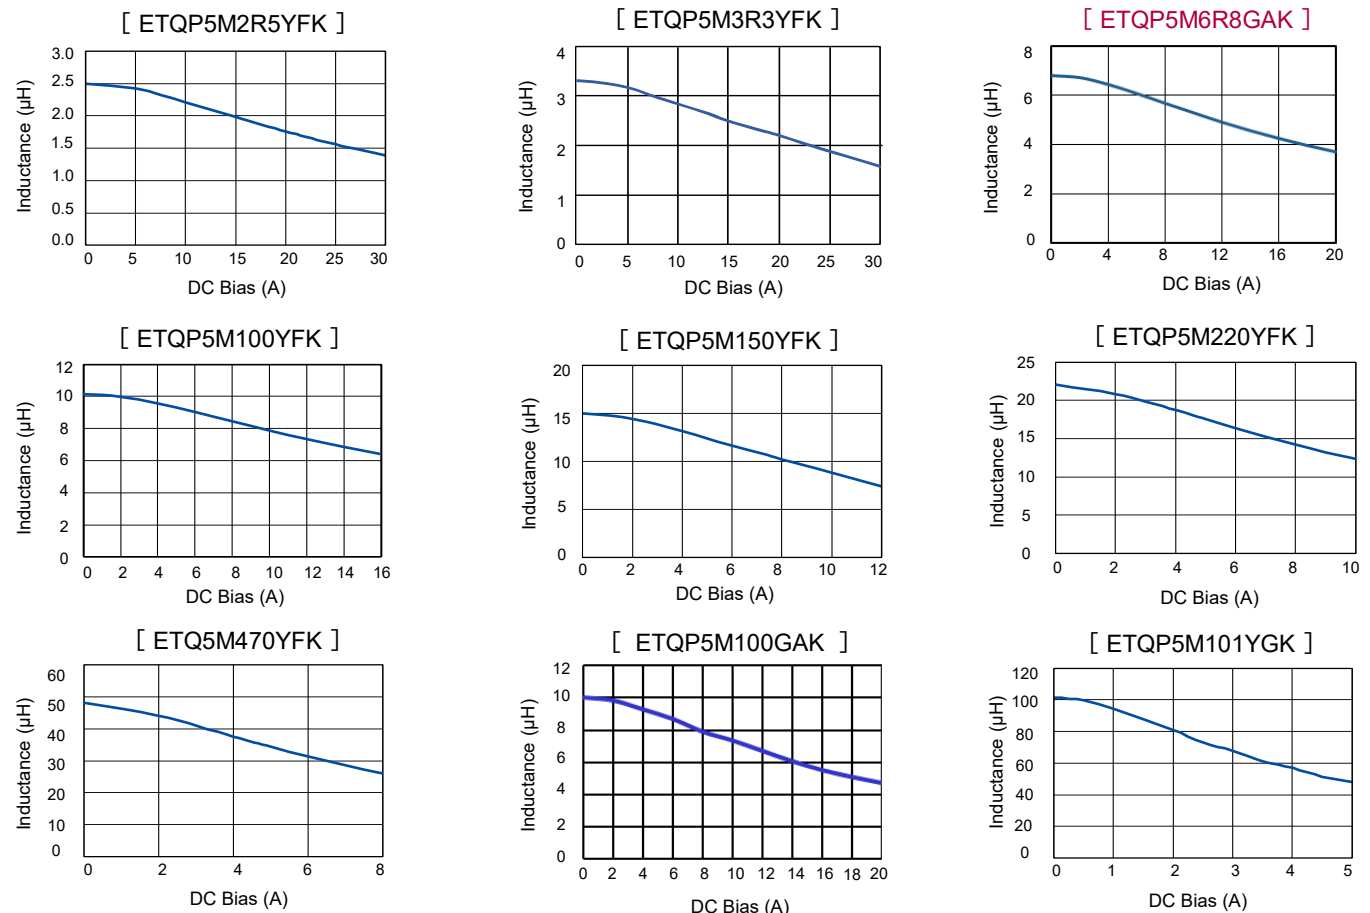 [ ETQP5M2R5YFK ]
Inductance (µH)
3.0
2.5
2.0
1.5
1.0
0.5
0.0
0 5 10 15 20 25 30
DC Bias (A)
[ ETQP5M3R3YFK ]
Inductance (µH)
4
3
2
1
0
0 5 10 15 20 25 30
DC Bias (A)
[ ETQP5M6R8GAK ]
Inductance (µH)
8
6
4
2
0
0 4 8 12 16 20
DC Bias (A)
[ ETQP5M100YFK ]
Inductance (µH)
12
10
8
6
4
2
0
0 2 4 6 8 10 12 14 16
DC Bias (A)
[ ETQP5M150YFK ]
Inductance (µH)
20
15
10
5
0
0 2 4 6 8 10 12
DC Bias (A)
[ ETQP5M220YFK ]
Inductance (µH)
25
20
15
10
5
0
0 2 4 6 8 10
DC Bias (A)
[ ETQ5M470YFK ]
Inductance (µH)
60
50
40
30
20
10
0
0 2 4 6 8
DC Bias (A)
[ ETQP5M100GAK ]
Inductance (µH)
12
10
8
6
4
2
0
0 2 4 6 8 10 12 14 16 18 20
DC Bias (A)
[ ETQP5M101YGK ]
Inductance (µH)
120
100
80
60
40
20
0
0 1 2 3 4 5
DC Bias (A)